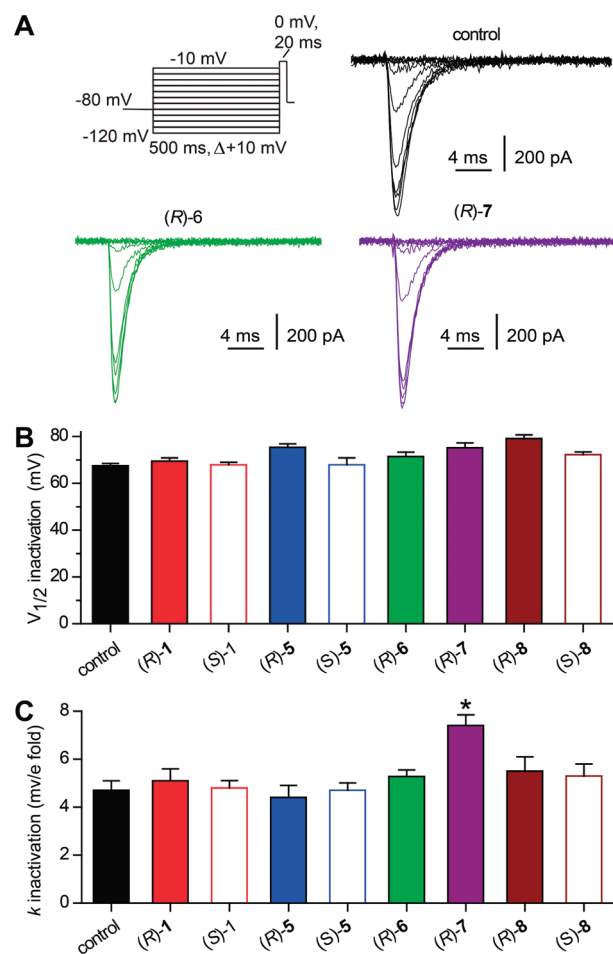 A
0 mV,
20 ms
control
-10 mV
-80 mV
-120 mV
500 ms, Δ+10 mV
4 ms
200 pA
(R)-6
4 ms
200 pA
(R)-7
4 ms
200 pA
B
V1/2 inactivation (mV)
80
60
40
20
0
control
(R)-1
(S)-1
(R)-5
(S)-5
(R)-6
(R)-7
(R)-8
(S)-8
C
k inactivation (mv/e fold)
8
6
4
2
0
*
control
(R)-1
(S)-1
(R)-5
(S)-5
(R)-6
(R)-7
(R)-8
(S)-8